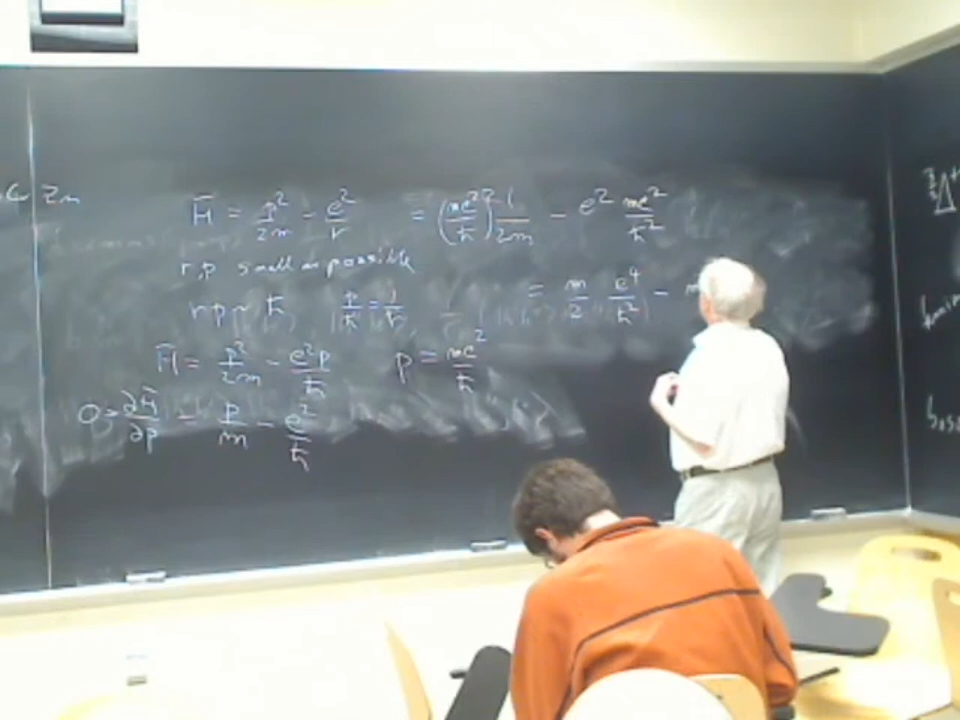 2m
H̄ = p²/2m - e²/r = (me²/ħ)² 1/2m - e² me²/ħ²
r,p small as possible
r p ~ ħ p/ħ = 1/r = m/2 e⁴/ħ² - m
H̄ = p²/2m - e²p/ħ p = me²/ħ
0 = ∂H̄/∂p = p/m - e²/ħ